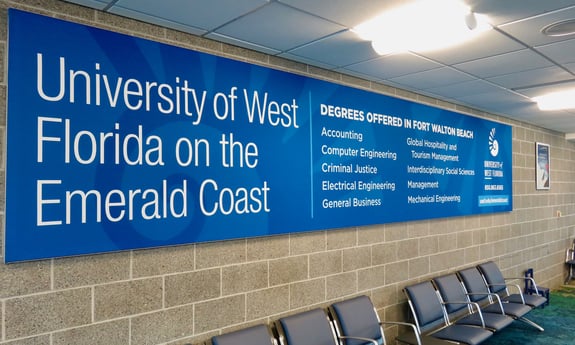 University of West
Florida on the
Emerald Coast
DEGREES OFFERED IN FORT WALTON BEACH
Accounting
Computer Engineering
Criminal Justice
Electrical Engineering
General Business
Global Hospitality and
Tourism Management
Interdisciplinary Social Sciences
Management
Mechanical Engineering
UNIVERSITY of
WEST FLORIDA